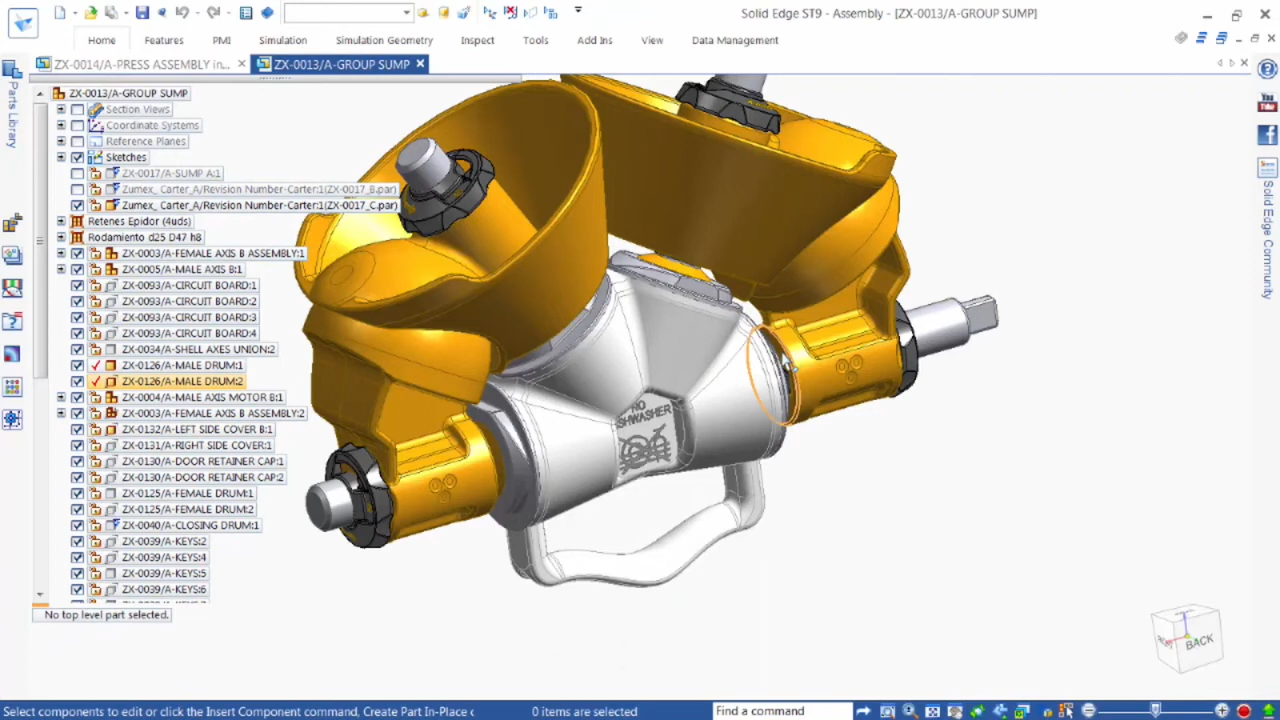 Solid Edge ST9 - Assembly - [ZX-0013/A-GROUP SUMP]
Home Features PMI Simulation Simulation Geometry Inspect Tools Add Ins View Data Management
ZX-0014/A-PRESS ASSEMBLY in... ZX-0013/A-GROUP SUMP
Parts Library
ZX-0013/A-GROUP SUMP
Section Views
Coordinate Systems
Reference Planes
Sketches
ZX-0017/A-SUMP A:1
Zumex_ Carter_A/Revision Number-Carter:1(ZX-0017_B.par)
Zumex_ Carter_A/Revision Number-Carter:1(ZX-0017_C.par)
Retenes Epidor (4uds)
Rodamiento d25 D47 h8
ZX-0003/A-FEMALE AXIS B ASSEMBLY:1
ZX-0005/A-MALE AXIS B:1
ZX-0093/A-CIRCUIT BOARD:1
ZX-0093/A-CIRCUIT BOARD:2
ZX-0093/A-CIRCUIT BOARD:3
ZX-0093/A-CIRCUIT BOARD:4
ZX-0034/A-SHELL AXES UNION:2
ZX-0126/A-MALE DRUM:1
ZX-0126/A-MALE DRUM:2
ZX-0004/A-MALE AXIS MOTOR B:1
ZX-0003/A-FEMALE AXIS B ASSEMBLY:2
ZX-0132/A-LEFT SIDE COVER B:1
ZX-0131/A-RIGHT SIDE COVER:1
ZX-0130/A-DOOR RETAINER CAP:1
ZX-0130/A-DOOR RETAINER CAP:2
ZX-0125/A-FEMALE DRUM:1
ZX-0125/A-FEMALE DRUM:2
ZX-0040/A-CLOSING DRUM:1
ZX-0039/A-KEYS:2
ZX-0039/A-KEYS:4
ZX-0039/A-KEYS:5
ZX-0039/A-KEYS:6
No top level part selected.
NO
SHWASHER
You
Tube
Solid Edge Community
BACK
Select components to edit or click the Insert Component command, Create Part In-Place c
0 items are selected
Find a command